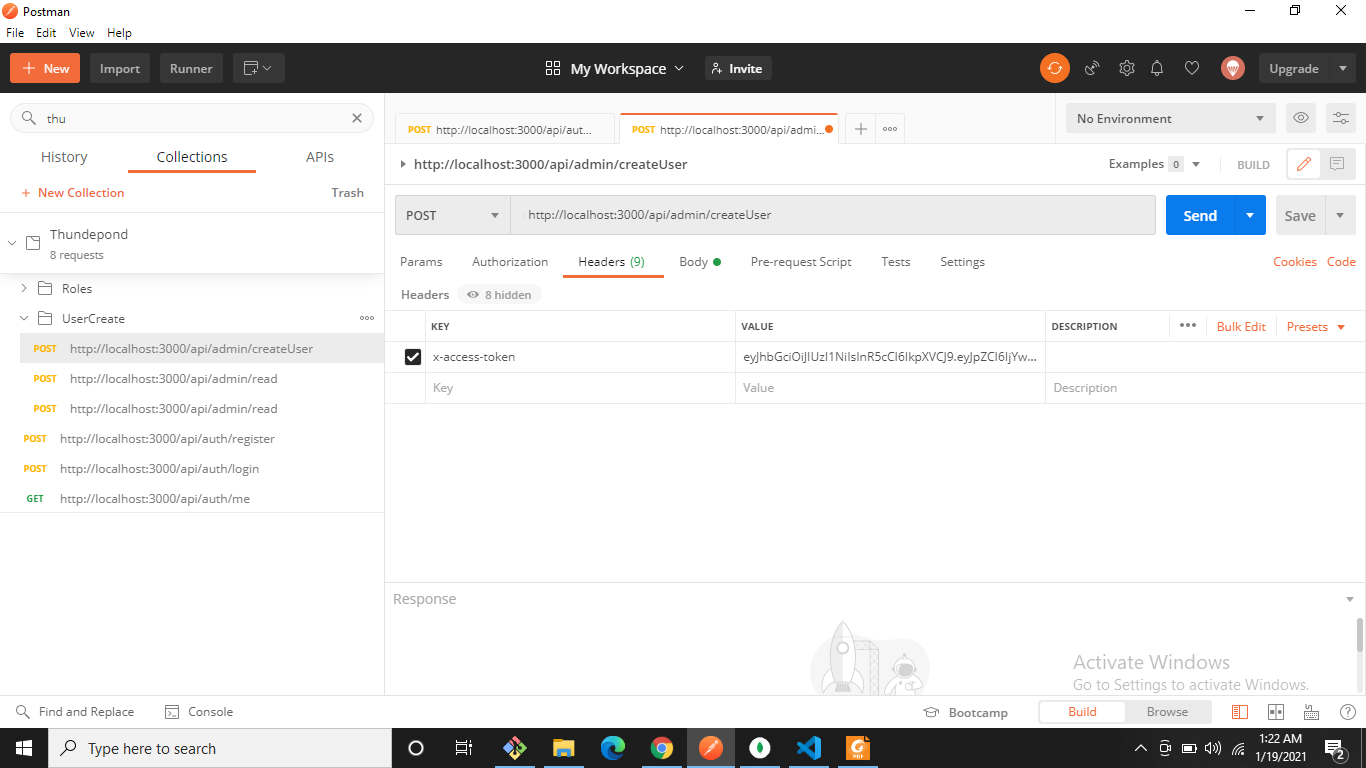 Postman
File Edit View Help
+ New Import Runner My Workspace Invite Upgrade
thu
History Collections APIs
+ New Collection Trash
Thundepond
8 requests
Roles
UserCreate
POST http://localhost:3000/api/admin/createUser
POST http://localhost:3000/api/admin/read
POST http://localhost:3000/api/admin/read
POST http://localhost:3000/api/auth/register
POST http://localhost:3000/api/auth/login
GET http://localhost:3000/api/auth/me
POST http://localhost:3000/api/aut... POST http://localhost:3000/api/admi... No Environment
http://localhost:3000/api/admin/createUser Examples 0 BUILD
POST http://localhost:3000/api/admin/createUser Send Save
Params Authorization Headers (9) Body Pre-request Script Tests Settings Cookies Code
Headers 8 hidden
KEY VALUE DESCRIPTION Bulk Edit Presets
x-access-token eyJhbGciOiJIUzI1NiIsInR5cCI6IkpXVCJ9.eyJpZCI6IjYw...
Key Value Description
Response
Activate Windows
Go to Settings to activate Windows.
Find and Replace Console Bootcamp Build Browse
Type here to search
PDF
1:22 AM
1/19/2021
2